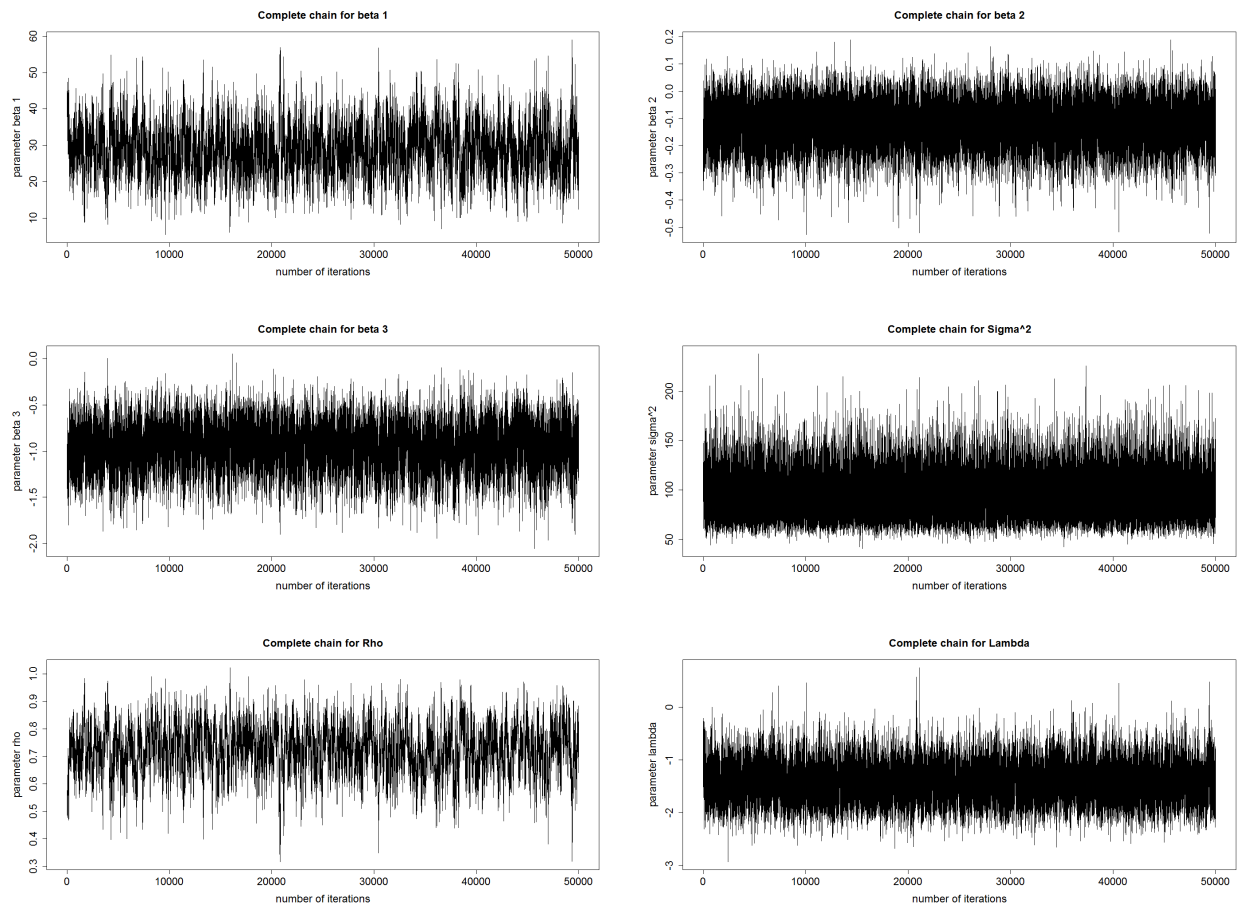 Complete chain for beta 1
parameter beta 1
60
50
40
30
20
10
0 10000 20000 30000 40000 50000
number of iterations
Complete chain for beta 2
parameter beta 2
0.2
0.1
0.0
-0.1
-0.2
-0.3
-0.4
-0.5
0 10000 20000 30000 40000 50000
number of iterations
Complete chain for beta 3
parameter beta 3
0.0
-0.5
-1.0
-1.5
-2.0
0 10000 20000 30000 40000 50000
number of iterations
Complete chain for Sigma^2
parameter sigma^2
200
150
100
50
0 10000 20000 30000 40000 50000
number of iterations
Complete chain for Rho
parameter rho
1.0
0.9
0.8
0.7
0.6
0.5
0.4
0.3
0 10000 20000 30000 40000 50000
number of iterations
Complete chain for Lambda
parameter lambda
0
-1
-2
-3
0 10000 20000 30000 40000 50000
number of iterations